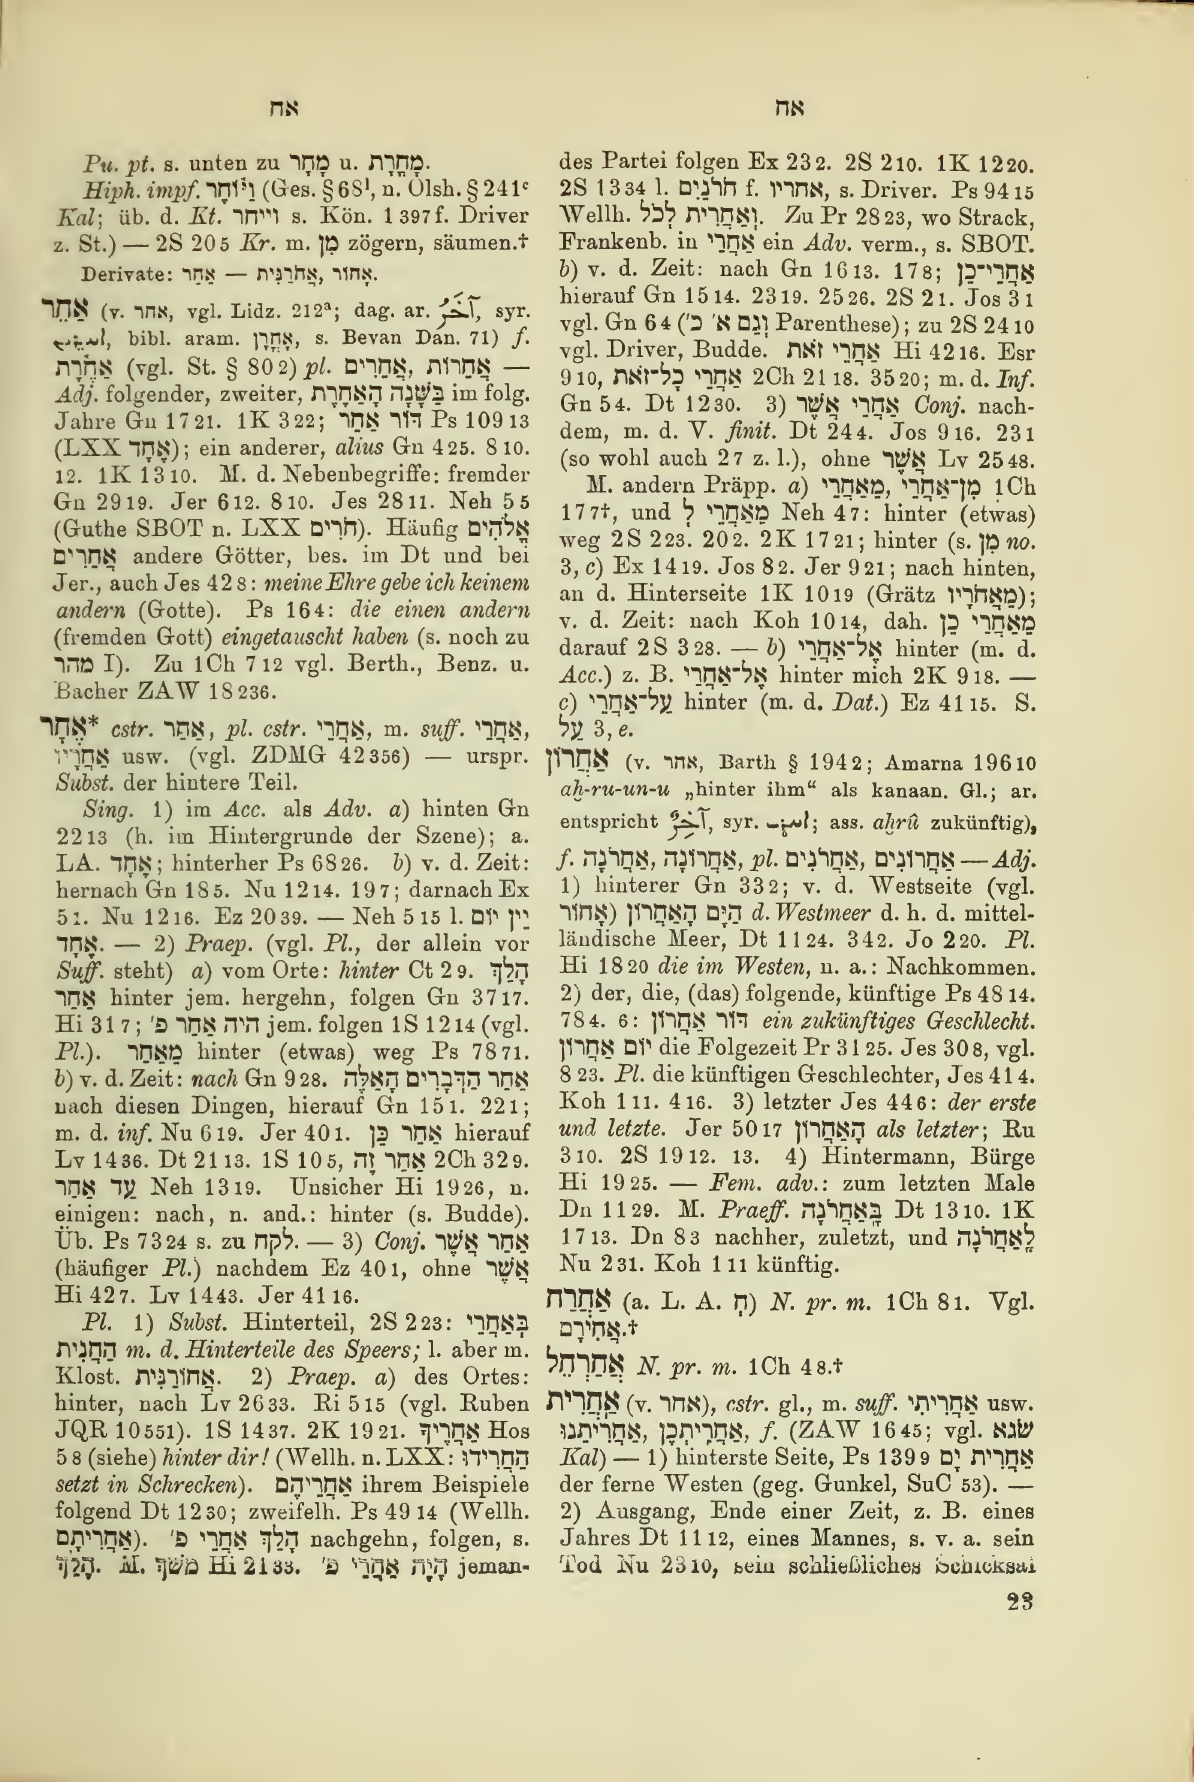 אח
אח
Pu. pt. s. unten zu מָחָר u. מָחֳרָת.
Hiph. impf. וַיּוֹחַר (Ges. § 68¹, n. Olsh. § 241ᶜ
Kal; üb. d. Kt. וייחר s. Kön. 1 397 f. Driver
z. St.) — 2S 20 5 Kr. m. מִן zögern, säumen.†
Derivate: אַחַר — אֲחֹרַנִּית, אָחוֹר.
אַחֵר (v. אחר, vgl. Lidz. 212ᵃ; dag. ar. آخَرُ, syr.
bibl. aram. אָחֳרָן, s. Bevan Dan. 71) f.
אַחֶרֶת (vgl. St. § 802) pl. אֲחֵרִים, אֲחֵרוֹת —
Adj. folgender, zweiter, בַּשָּׁנָה הָאַחֶרֶת im folg.
Jahre Gn 17 21. 1K 3 22; דּוֹר אַחֵר Ps 109 13
(LXX אֶחָד); ein anderer, alius Gn 4 25. 8 10.
12. 1K 13 10. M. d. Nebenbegriffe: fremder
Gn 29 19. Jer 6 12. 8 10. Jes 28 11. Neh 5 5
(Guthe SBOT n. LXX חֹרִים). Häufig אֱלֹהִים
אֲחֵרִים andere Götter, bes. im Dt und bei
Jer., auch Jes 42 8: meine Ehre gebe ich keinem
andern (Gotte). Ps 16 4: die einen andern
(fremden Gott) eingetauscht haben (s. noch zu
מהר I). Zu 1Ch 7 12 vgl. Berth., Benz. u.
Bacher ZAW 18 236.
אַחַר* cstr. אַחַר, pl. cstr. אַחֲרֵי, m. suff. אַחֲרַי,
אַחֲרָיו usw. (vgl. ZDMG 42 356) — urspr.
Subst. der hintere Teil.
Sing. 1) im Acc. als Adv. a) hinten Gn
22 13 (h. im Hintergrunde der Szene); a.
LA. אֶחָד; hinterher Ps 68 26. b) v. d. Zeit:
hernach Gn 18 5. Nu 12 14. 19 7; darnach Ex
5 1. Nu 12 16. Ez 20 39. — Neh 5 15 l. יַיִן יוֹם
אֶחָד. — 2) Praep. (vgl. Pl., der allein vor
Suff. steht) a) vom Orte: hinter Ct 2 9. הָלַךְ
אַחַר hinter jem. hergehn, folgen Gn 37 17.
Hi 31 7; היה אַחַר פ׳ jem. folgen 1S 12 14 (vgl.
Pl.). מֵאַחַר hinter (etwas) weg Ps 78 71.
b) v. d. Zeit: nach Gn 9 28. אַחַר הַדְּבָרִים הָאֵלֶּה
nach diesen Dingen, hierauf Gn 15 1. 22 1;
m. d. inf. Nu 6 19. Jer 40 1. אַחַר כֵּן hierauf
Lv 14 36. Dt 21 13. 1S 10 5, אַחַר זֶה 2Ch 32 9.
עַד אַחַר Neh 13 19. Unsicher Hi 19 26, n.
einigen: nach, n. and.: hinter (s. Budde).
Üb. Ps 73 24 s. zu לקח. — 3) Conj. אַחַר אֲשֶׁר
(häufiger Pl.) nachdem Ez 40 1, ohne אֲשֶׁר
Hi 42 7. Lv 14 43. Jer 41 16.
Pl. 1) Subst. Hinterteil, 2S 2 23: בְּאַחֲרֵי
הַחֲנִית m. d. Hinterteile des Speers; l. aber m.
Klost. אֲחוֹרַנִּית. 2) Praep. a) des Ortes:
hinter, nach Lv 26 33. Ri 5 15 (vgl. Ruben
JQR 10 551). 1S 14 37. 2K 19 21. אַחֲרֶיךָ Hos
5 8 (siehe) hinter dir! (Wellh. n. LXX: הַחֲרִידוּ
setzt in Schrecken). אַחֲרֵיהֶם ihrem Beispiele
folgend Dt 12 30; zweifelh. Ps 49 14 (Wellh.
אַחֲרִיתָם). הָלַךְ אַחֲרֵי פ׳ nachgehn, folgen, s.
הָלַךְ. M. מָשַׁךְ Hi 21 33. הָיָה אַחֲרֵי פ׳ jeman-
des Partei folgen Ex 23 2. 2S 2 10. 1K 12 20.
2S 13 34 l. חֹרֹנַיִם f. אחריו, s. Driver. Ps 94 15
Wellh. וְאַחֲרִית לְכֹל. Zu Pr 28 23, wo Strack,
Frankenb. in אַחֲרַי ein Adv. verm., s. SBOT.
b) v. d. Zeit: nach Gn 16 13. 17 8; אַחֲרֵי־כֵן
hierauf Gn 15 14. 23 19. 25 26. 2S 2 1. Jos 3 1
vgl. Gn 6 4 (וְגַם א׳ כ׳ Parenthese); zu 2S 24 10
vgl. Driver, Budde. אַחֲרֵי זֹאת Hi 42 16. Esr
9 10, אַחֲרֵי כָל־זֹאת 2Ch 21 18. 35 20; m. d. Inf.
Gn 5 4. Dt 12 30. 3) אַחֲרֵי אֲשֶׁר Conj. nach-
dem, m. d. V. finit. Dt 24 4. Jos 9 16. 23 1
(so wohl auch 2 7 z. l.), ohne אֲשֶׁר Lv 25 48.
M. andern Präpp. a) מֵאַחֲרֵי, מִן־אַחֲרֵי 1Ch
17 7†, und מֵאַחֲרֵי לְ Neh 4 7: hinter (etwas)
weg 2S 2 23. 20 2. 2K 17 21; hinter (s. מִן no.
3, c) Ex 14 19. Jos 8 2. Jer 9 21; nach hinten,
an d. Hinterseite 1K 10 19 (Grätz מֵאֲחֹרָיו);
v. d. Zeit: nach Koh 10 14, dah. מֵאַחֲרֵי כֵן
darauf 2S 3 28. — b) אֶל־אַחֲרֵי hinter (m. d.
Acc.) z. B. אֶל־אַחֲרַי hinter mich 2K 9 18. —
c) עַל־אַחֲרֵי hinter (m. d. Dat.) Ez 41 15. S.
עַל 3, e.
אַחֲרוֹן (v. אחר, Barth § 194 2; Amarna 196 10
aḫ-ru-un-u „hinter ihm“ als kanaan. Gl.; ar.
entspricht آخِرٌ, syr. ass. aḫrû zukünftig),
f. אַחֲרוֹנָה, אַחֲרֹנָה, pl. אַחֲרוֹנִים, אַחֲרֹנִים — Adj.
1) hinterer Gn 33 2; v. d. Westseite (vgl.
אָחוֹר) הַיָּם הָאַחֲרוֹן d. Westmeer d. h. d. mittel-
ländische Meer, Dt 11 24. 34 2. Jo 2 20. Pl.
Hi 18 20 die im Westen, n. a.: Nachkommen.
2) der, die, (das) folgende, künftige Ps 48 14.
78 4. 6: דּוֹר אַחֲרוֹן ein zukünftiges Geschlecht.
יוֹם אַחֲרוֹן die Folgezeit Pr 31 25. Jes 30 8, vgl.
8 23. Pl. die künftigen Geschlechter, Jes 41 4.
Koh 1 11. 4 16. 3) letzter Jes 44 6: der erste
und letzte. Jer 50 17 הָאַחֲרוֹן als letzter; Ru
3 10. 2S 19 12. 13. 4) Hintermann, Bürge
Hi 19 25. — Fem. adv.: zum letzten Male
Dn 11 29. M. Praeff. בָּאַחֲרֹנָה Dt 13 10. 1K
17 13. Dn 8 3 nachher, zuletzt, und לָאַחֲרֹנָה
Nu 2 31. Koh 1 11 künftig.
אַחְרַח (a. L. A. חָ) N. pr. m. 1Ch 8 1. Vgl.
אֲחִירָם.†
אֲחַרְחֵל N. pr. m. 1Ch 4 8.†
אַחֲרִית (v. אחר), cstr. gl., m. suff. אַחֲרִיתִי usw.
אַחֲרִיתֵנוּ, אַחֲרִיתְכֶן, f. (ZAW 16 45; vgl. שׂנא
Kal) — 1) hinterste Seite, Ps 139 9 אַחֲרִית יָם
der ferne Westen (geg. Gunkel, SuC 53). —
2) Ausgang, Ende einer Zeit, z. B. eines
Jahres Dt 11 12, eines Mannes, s. v. a. sein
Tod Nu 23 10, sein schließliches Schicksal
23